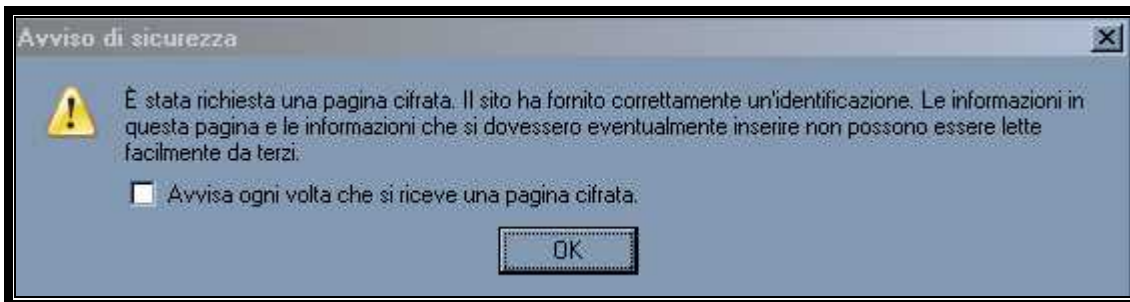 Avviso di sicurezza
È stata richiesta una pagina cifrata. Il sito ha fornito correttamente un'identificazione. Le informazioni in
questa pagina e le informazioni che si dovessero eventualmente inserire non possono essere lette
facilmente da terzi.
Avvisa ogni volta che si riceve una pagina cifrata.
OK